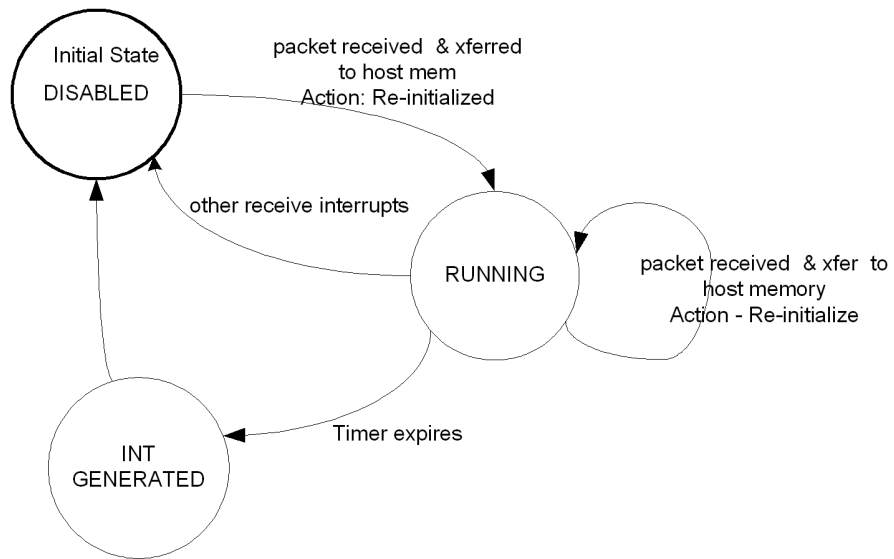 Initial State
DISABLED
packet received & xferred
to host mem
Action: Re-initialized
other receive interrupts
RUNNING
packet received & xfer to
host memory
Action - Re-initialize
Timer expires
INT
GENERATED